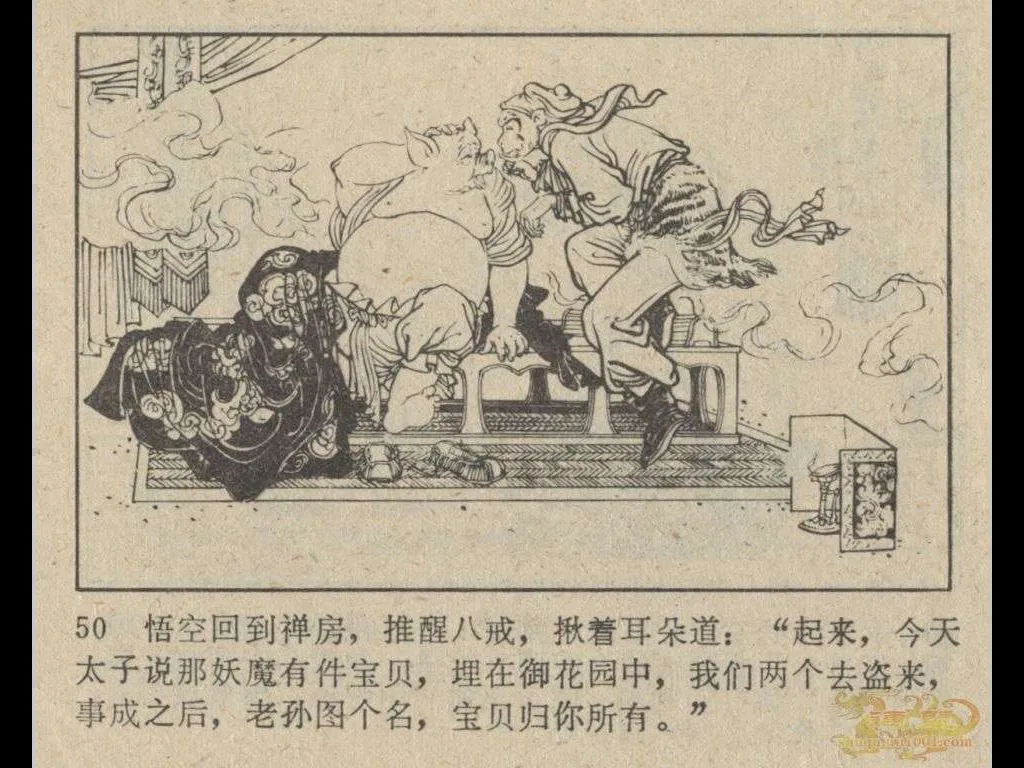 50 悟空回到禅房，推醒八戒，揪着耳朵道：“起来，今天
太子说那妖魔有件宝贝，埋在御花园中，我们两个去盗来，
事成之后，老孙图个名，宝贝归你所有。”